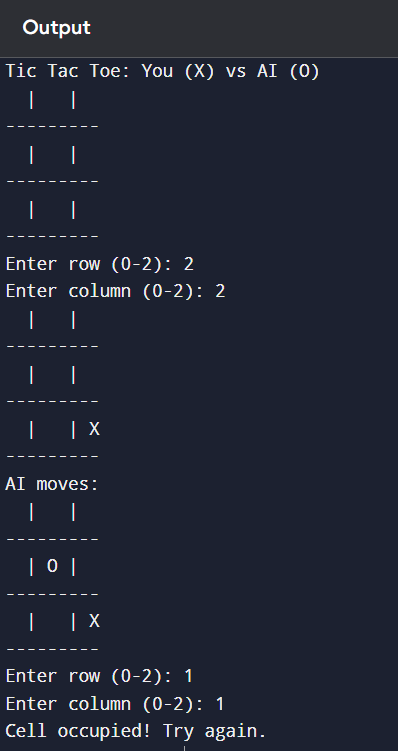 Output
Tic Tac Toe: You (X) vs AI (O)
  |   |
---------
  |   |
---------
  |   |
---------
Enter row (0-2): 2
Enter column (0-2): 2
  |   |
---------
  |   |
---------
  |   | X
---------
AI moves:
  |   |
---------
  | O |
---------
  |   | X
---------
Enter row (0-2): 1
Enter column (0-2): 1
Cell occupied! Try again.